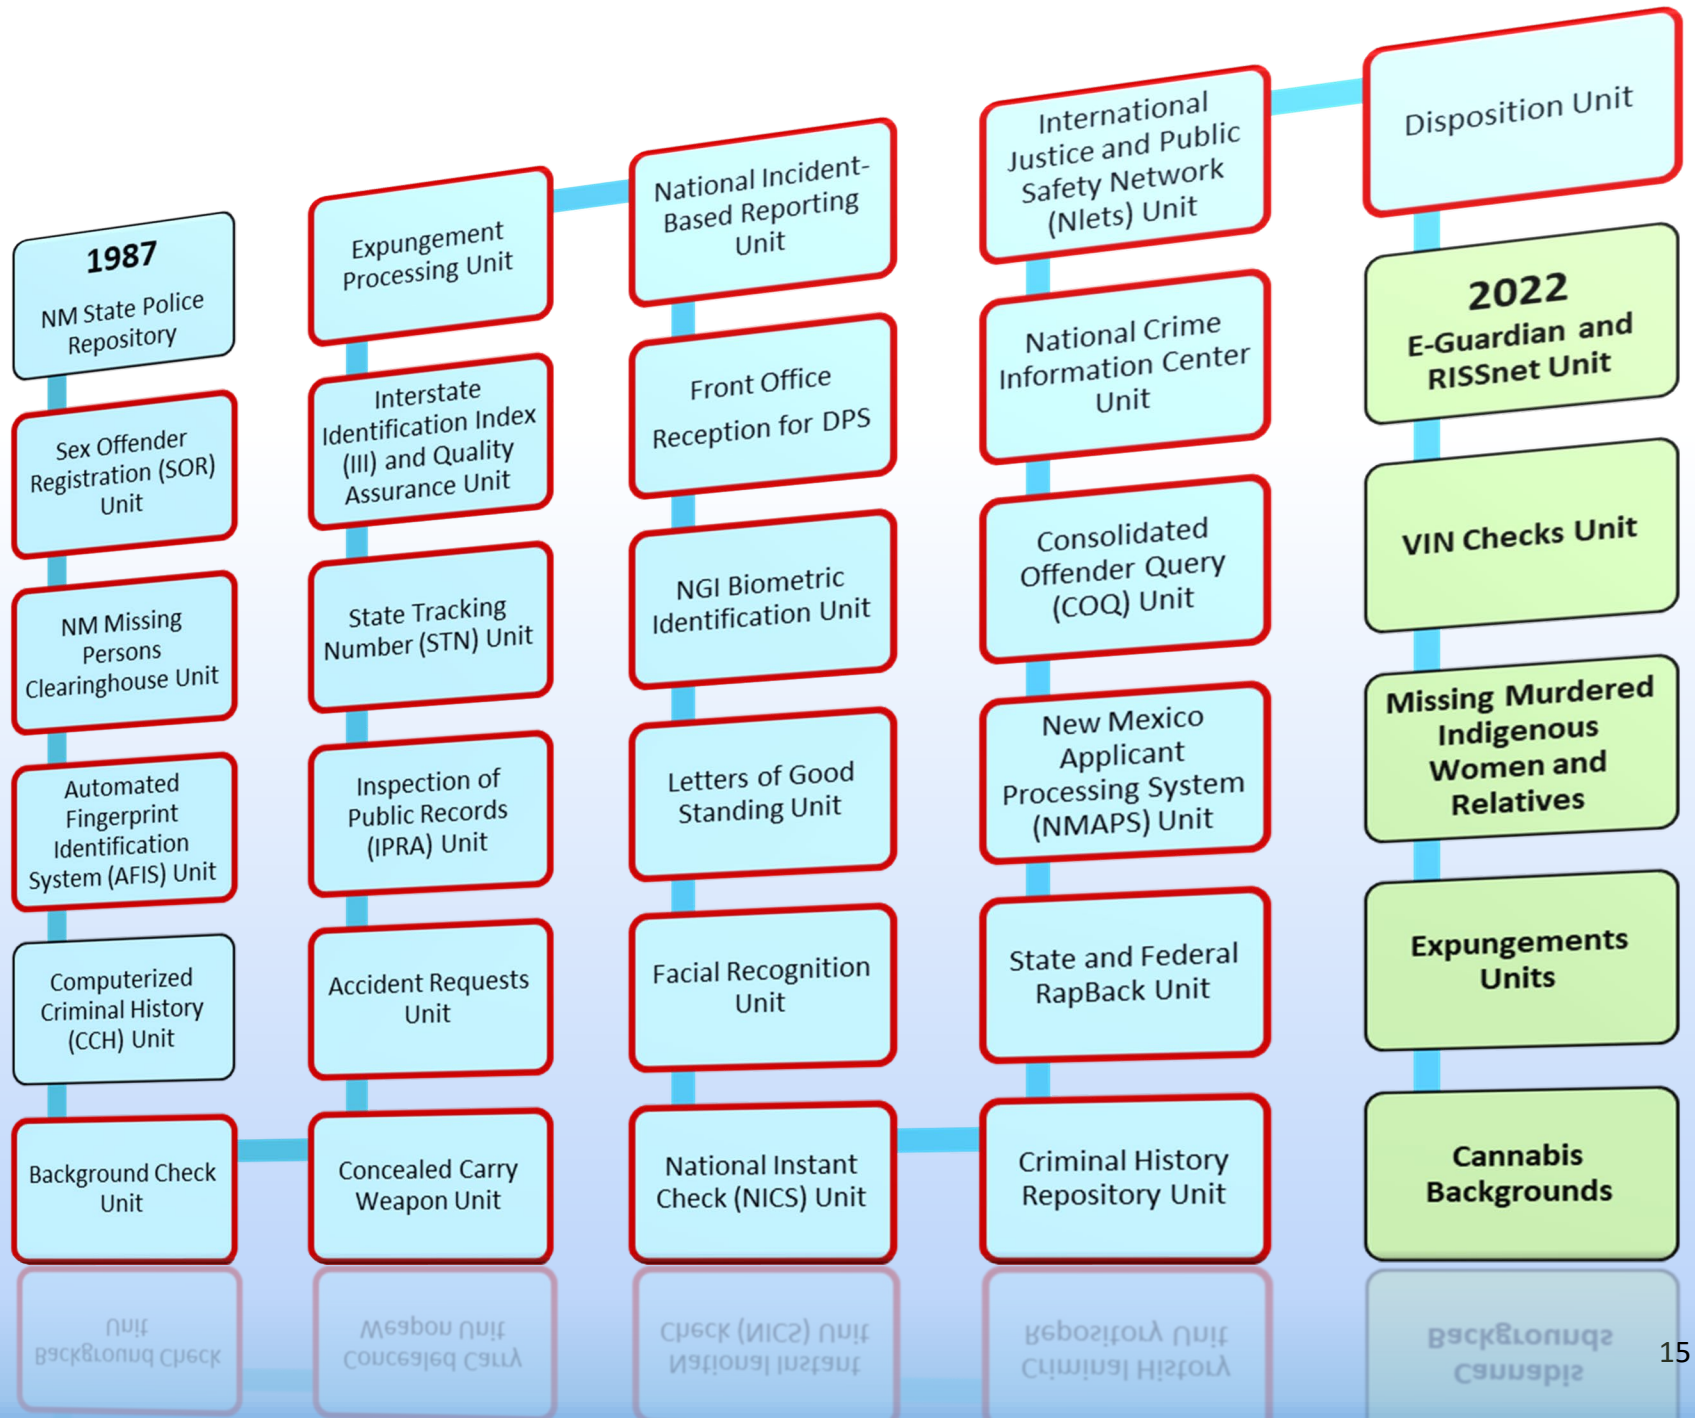 1987
NM State Police
Repository
Sex Offender
Registration (SOR)
Unit
NM Missing
Persons
Clearinghouse Unit
Automated
Fingerprint
Identification
System (AFIS) Unit
Computerized
Criminal History
(CCH) Unit
Background Check
Unit
Concealed Carry
Weapon Unit
Accident Requests
Unit
Inspection of
Public Records
(IPRA) Unit
State Tracking
Number (STN) Unit
Interstate
Identification Index
(III) and Quality
Assurance Unit
Expungement
Processing Unit
National Incident-
Based Reporting
Unit
Front Office
Reception for DPS
NGI Biometric
Identification Unit
Letters of Good
Standing Unit
Facial Recognition
Unit
National Instant
Check (NICS) Unit
Criminal History
Repository Unit
State and Federal
RapBack Unit
New Mexico
Applicant
Processing System
(NMAPS) Unit
Consolidated
Offender Query
(COQ) Unit
National Crime
Information Center
Unit
International
Justice and Public
Safety Network
(Nlets) Unit
Disposition Unit
2022
E-Guardian and
RISSnet Unit
VIN Checks Unit
Missing Murdered
Indigenous
Women and
Relatives
Expungements
Units
Cannabis
Backgrounds
15